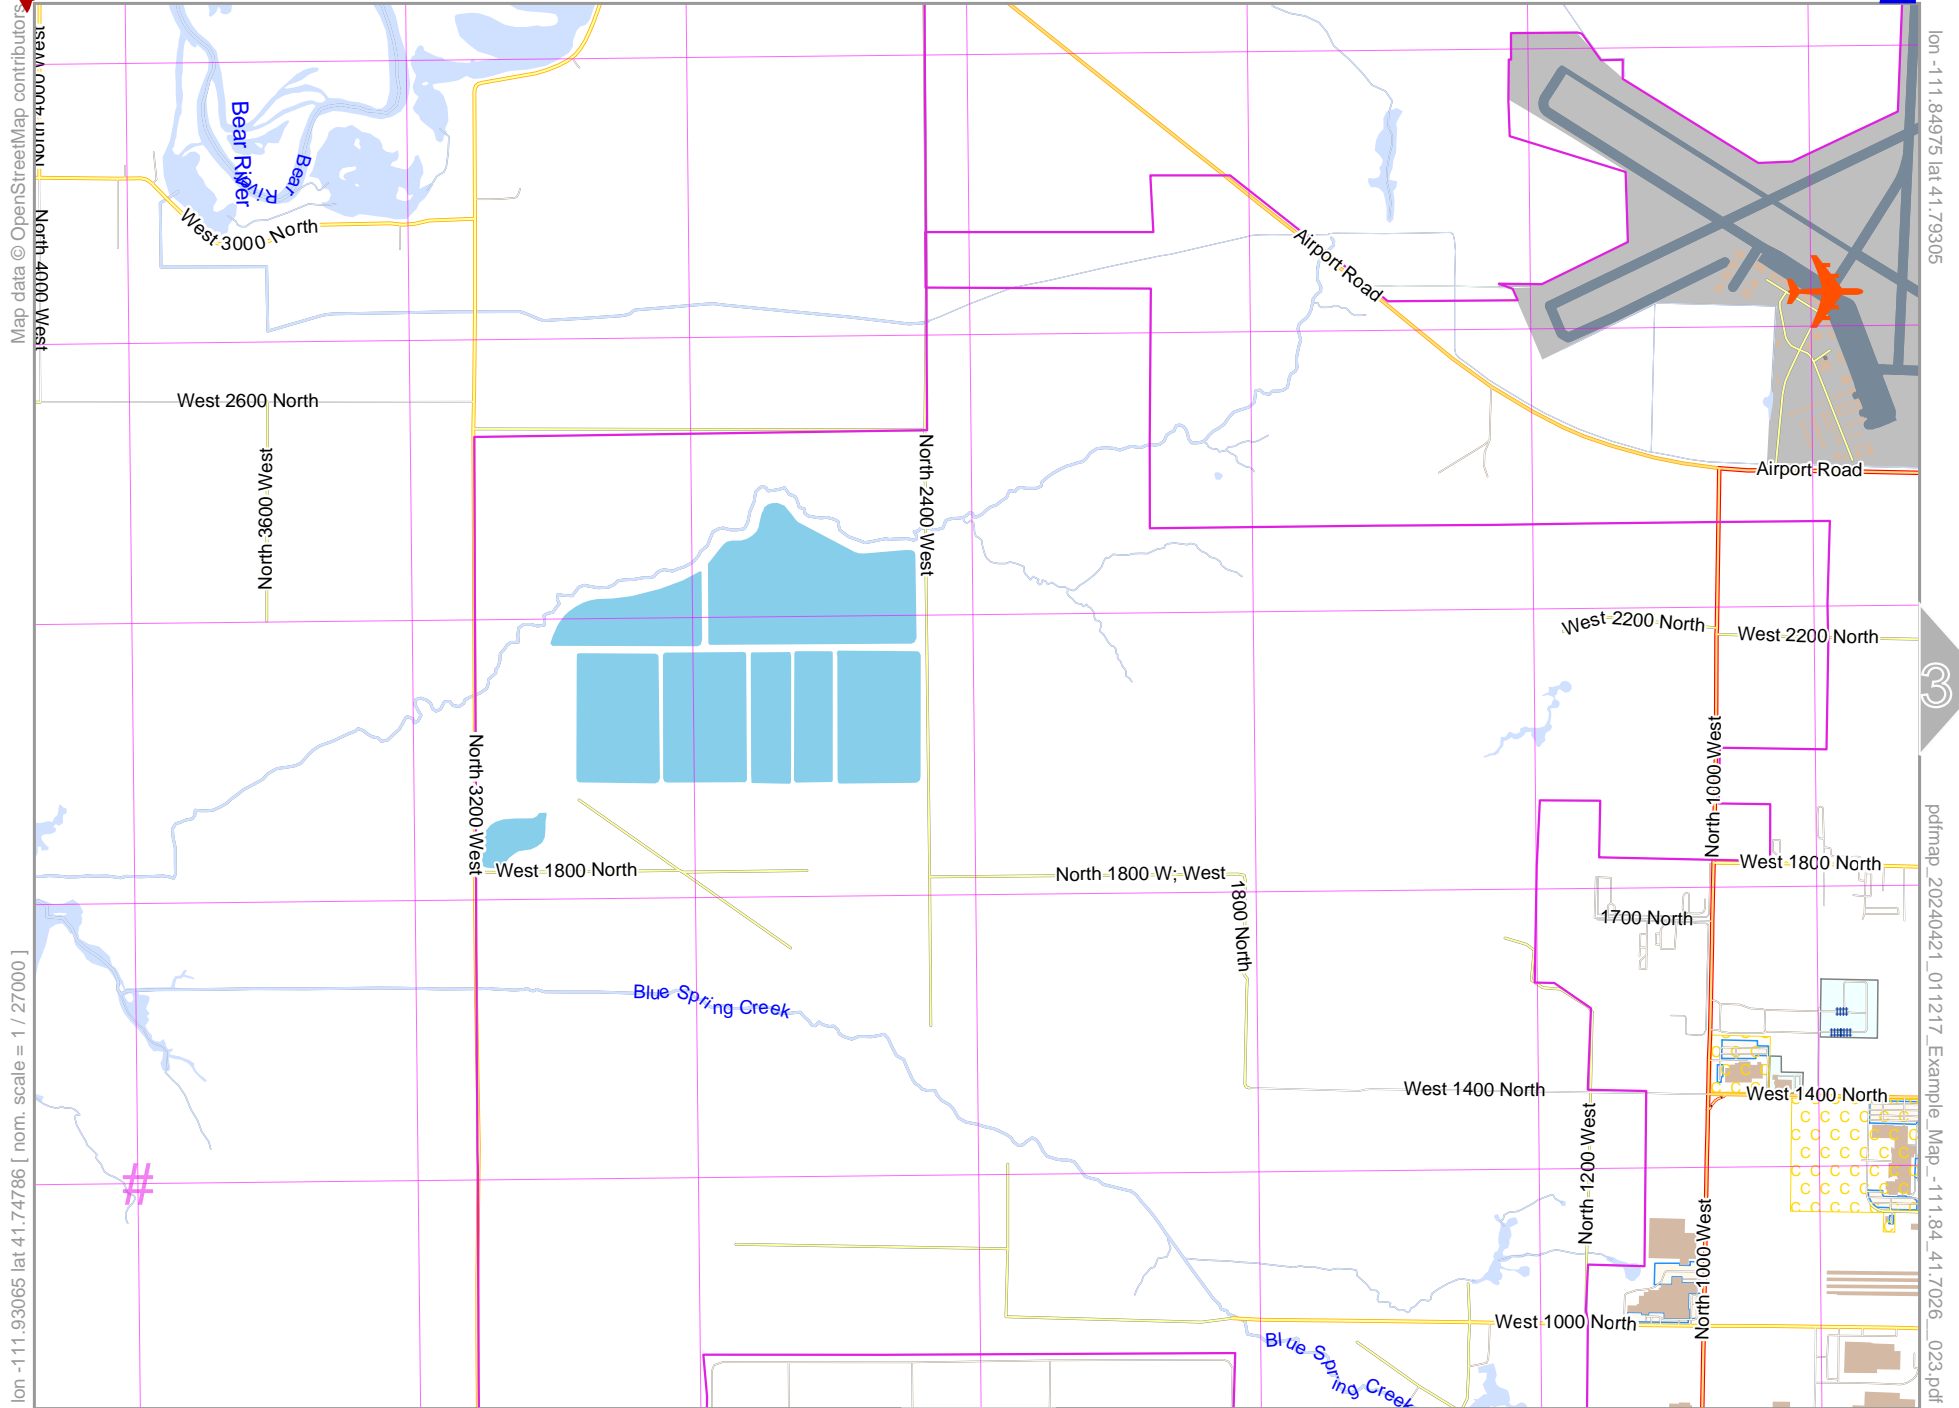 Map data © OpenStreetMap contributors
lon -111.93065 lat 41.74786 [ nom. scale = 1 / 27000 ]
lon -111.84975 lat 41.79305
pdfmap_20240421_011217_Example_Map_-111.84_41.7026__023.pdf
3
North 4000 West
North 4000 West
Bear River
Bear River
West 3000 North
Airport Road
West 2600 North
North 3600 West
North 2400 West
Airport Road
West 2200 North
West 2200 North
North 3200 West
North 1000 West
West 1800 North
North 1800 W; West
1800 North
West 1800 North
1700 North
Blue Spring Creek
West 1400 North
West 1400 North
North 1200 West
North 1000 West
West 1000 North
Blue Spring Creek
#